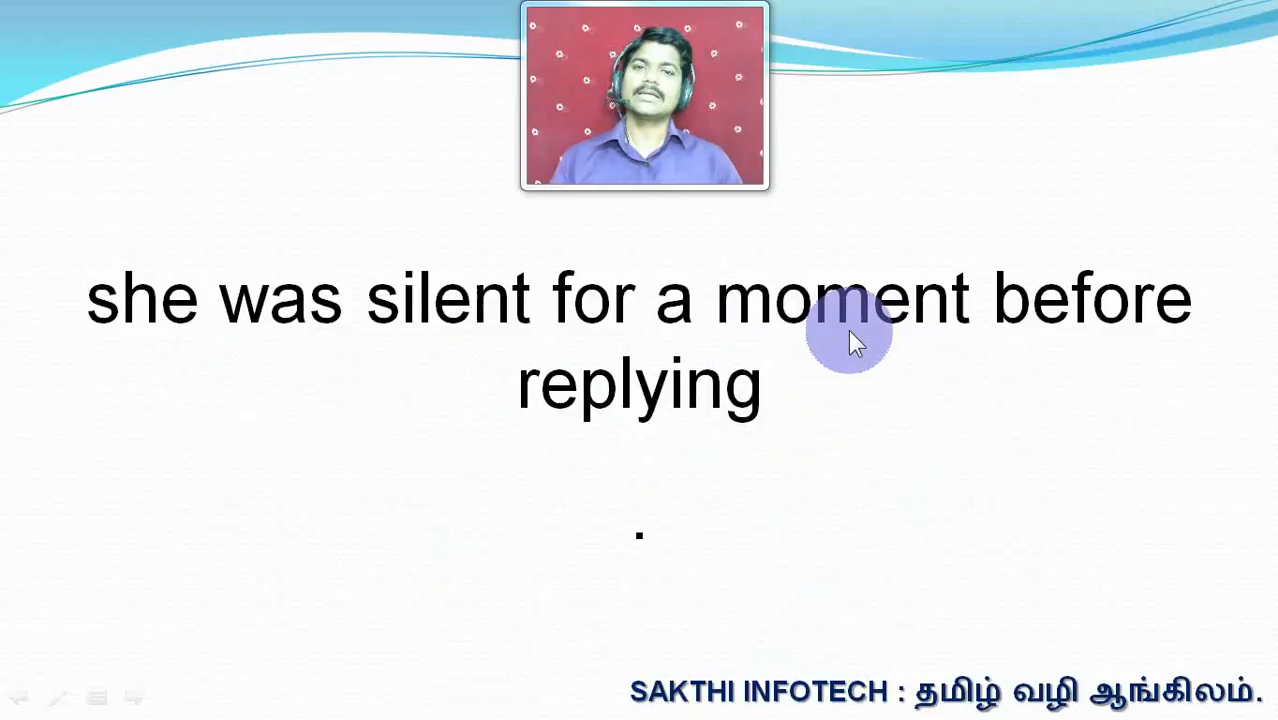 she was silent for a moment before
replying
.
SAKTHI INFOTECH : தமிழ் வழி ஆங்கிலம்.